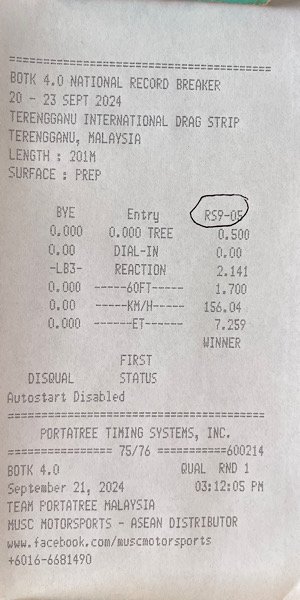 ================================
BOTK 4.0 NATIONAL RECORD BREAKER
20 - 23 SEPT 2024
TERENGGANU INTERNATIONAL DRAG STRIP
TERENGGANU, MALAYSIA
LENGTH : 201M
SURFACE : PREP
BYE Entry RS9-05
0.000 0.000 TREE 0.500
0.000 DIAL-IN 0.00
-LB3- REACTION 2.141
0.000 -----60FT----- 1.700
0.00 -----KM/H----- 156.04
0.000 ------ET------ 7.259
WINNER
FIRST
DISQUAL STATUS
Autostart Disabled
================================
PORTATREE TIMING SYSTEMS, INC.
=============== 75/76 ===========600214
BOTK 4.0 QUAL RND 1
September 21, 2024 03:12:05 PM
TEAM PORTATREE MALAYSIA
MUSC MOTORSPORTS - ASEAN DISTRIBUTOR
www.facebook.com/muscmotorsports
+6016-6681490